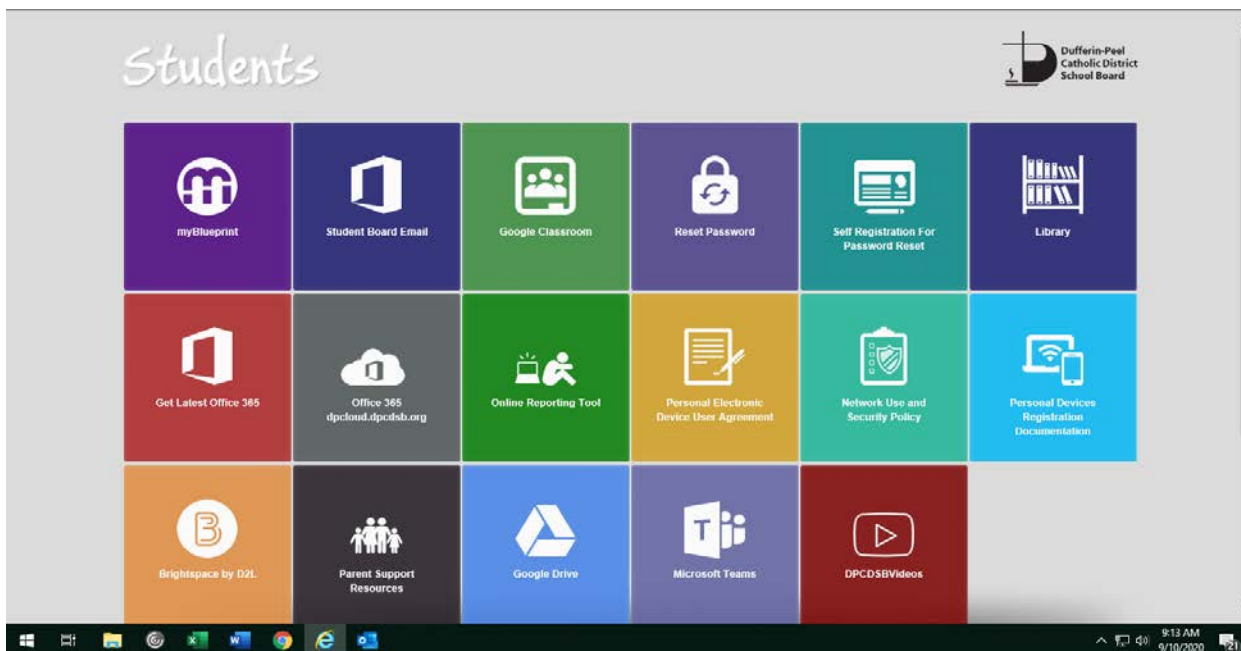 Students
Dufferin-Peel
Catholic District
School Board
myBlueprint
Student Board Email
Google Classroom
Reset Password
Self Registration For
Password Reset
Library
Get Latest Office 365
Office 365
dpcloud.dpcdsb.org
Online Reporting Tool
Personal Electronic
Device User Agreement
Network Use and
Security Policy
Personal Devices
Registration
Documentation
Brightspace by D2L
Parent Support
Resources
Google Drive
T
Microsoft Teams
DPCDSBVideos
9:13 AM
9/10/2020
21